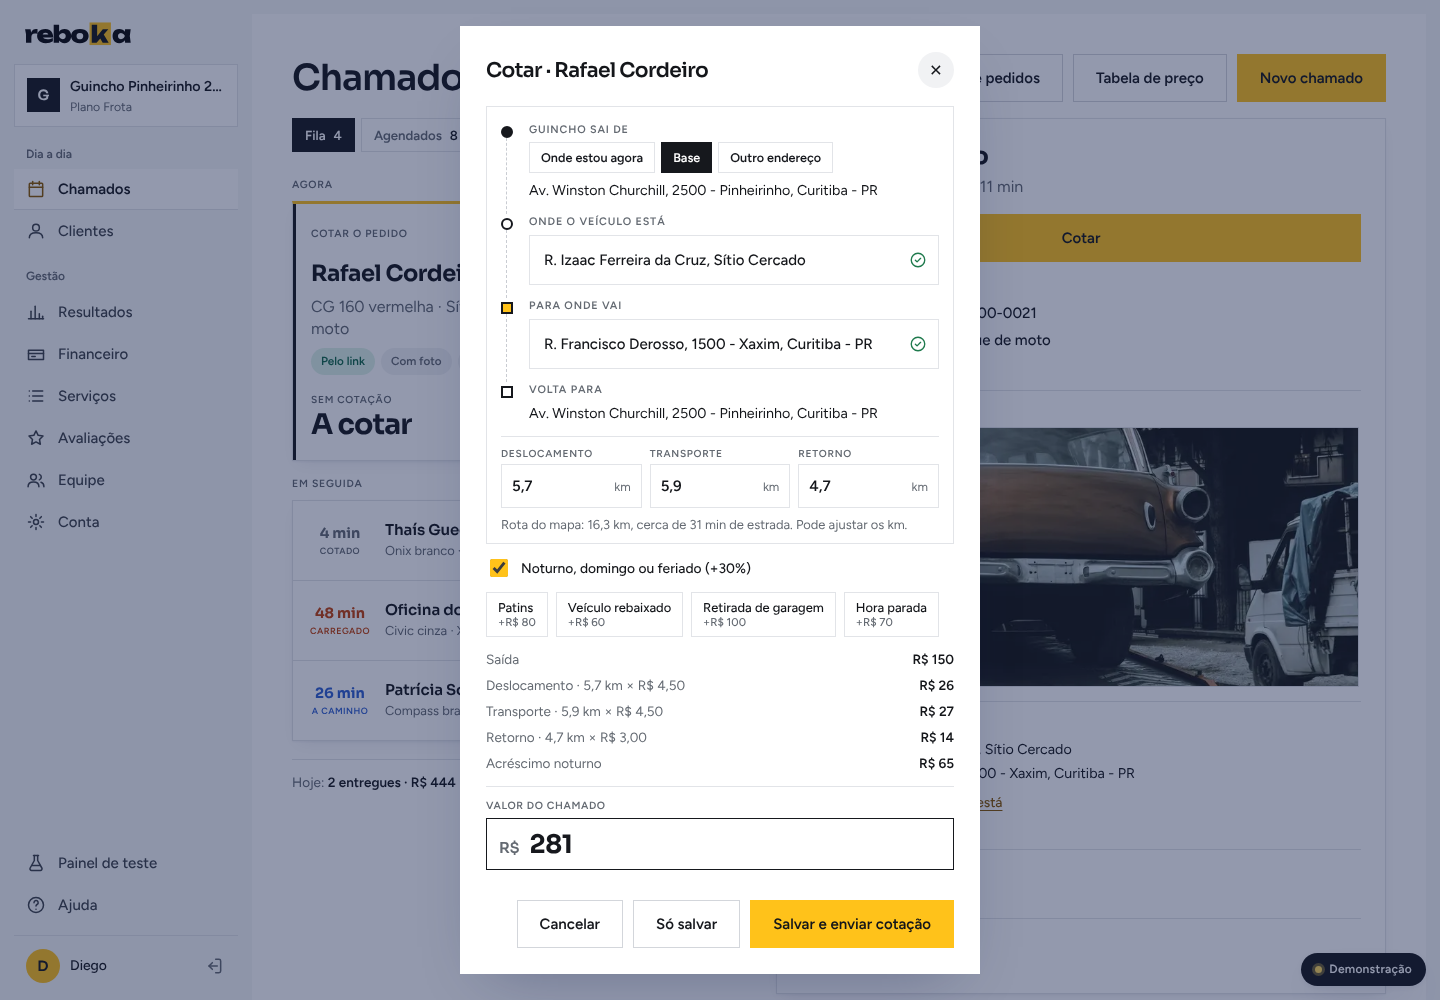 reboka
G
Guincho Pinheirinho 2...
Plano Frota
Dia a dia
Chamados
Clientes
Gestão
Resultados
Financeiro
Serviços
Avaliações
Equipe
Conta
Painel de teste
Ajuda
D
Diego
Fila 4
Agendados 8
AGORA
COTAR O PEDIDO
CG 160 vermelha
moto
Pelo link
Com foto
SEM COTAÇÃO
A cotar
EM SEGUIDA
4 min
COTADO
Thaís
Onix branco
48 min
CARREGADO
Oficina
Civic cinza ·
26 min
A CAMINHO
Patrícia
Compass
Hoje: 2 entregues · R$ 444
Cotar · Rafael Cordeiro
GUINCHO SAI DE
Onde estou agora
Base
Outro endereço
Av. Winston Churchill, 2500 - Pinheirinho, Curitiba - PR
ONDE O VEÍCULO ESTÁ
R. Izaac Ferreira da Cruz, Sítio Cercado
PARA ONDE VAI
R. Francisco Derosso, 1500 - Xaxim, Curitiba - PR
VOLTA PARA
Av. Winston Churchill, 2500 - Pinheirinho, Curitiba - PR
DESLOCAMENTO TRANSPORTE RETORNO
5,7 km 5,9 km 4,7 km
Rota do mapa: 16,3 km, cerca de 31 min de estrada. Pode ajustar os km.
Noturno, domingo ou feriado (+30%)
Patins
+R$ 80
Veículo rebaixado
+R$ 60
Retirada de garagem
+R$ 100
Hora parada
+R$ 70
Saída R$ 150
Deslocamento · 5,7 km × R$ 4,50 R$ 26
Transporte · 5,9 km × R$ 4,50 R$ 27
Retorno · 4,7 km × R$ 3,00 R$ 14
Acréscimo noturno R$ 65
VALOR DO CHAMADO
R$ 281
Cancelar
Só salvar
Salvar e enviar cotação
pedidos
Tabela de preço
Novo chamado
11 min
Cotar
00-0021
de moto
Sítio Cercado
00 - Xaxim, Curitiba - PR
está
Demonstração